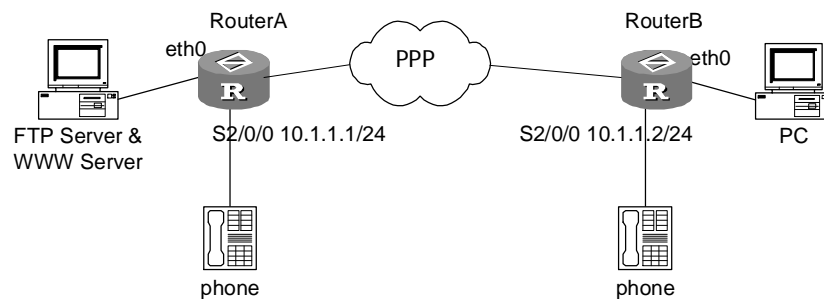 RouterA
RouterB
eth0
PPP
eth0
R
R
FTP Server &
WWW Server
S2/0/0 10.1.1.1/24
S2/0/0 10.1.1.2/24
PC
phone
phone